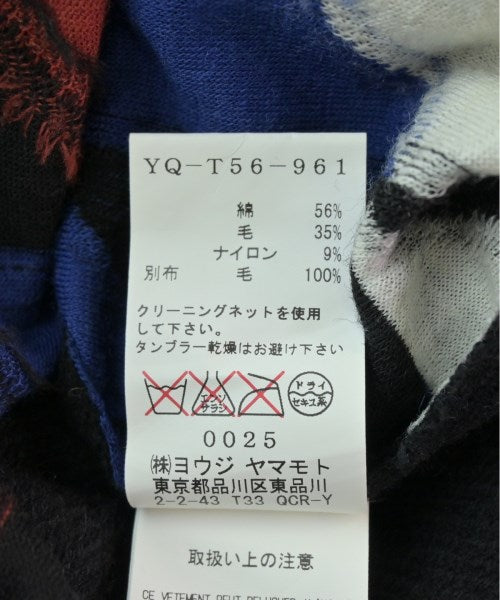 YQ-T56-961
綿 56%
毛 35%
ナイロン 9%
別布 毛 100%
クリーニングネットを使用
して下さい。
タンブラー乾燥はお避け下さい
エンソ サラシ
ドライ セキユ系
0025
㈱ヨウジ ヤマモト
東京都品川区東品川
2-2-43 T33 QCR-Y
取扱い上の注意
CE VETEMENT PEUT